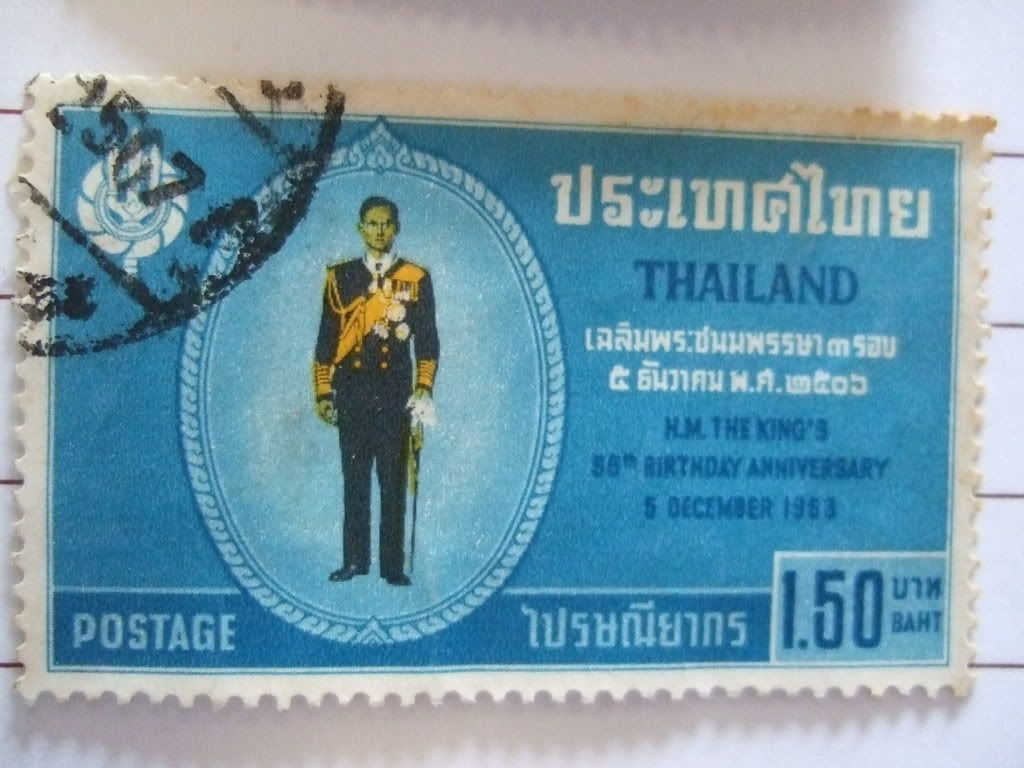 2507
ประเทศไทย
THAILAND
เฉลิมพระชนมพรรษา ๓ รอบ
๕ ธันวาคม พ.ศ. ๒๕๐๖
H.M. THE KING'S
36TH BIRTHDAY ANNIVERSARY
5 DECEMBER 1963
POSTAGE
ไปรษณียากร
1.50 บาท
BAHT